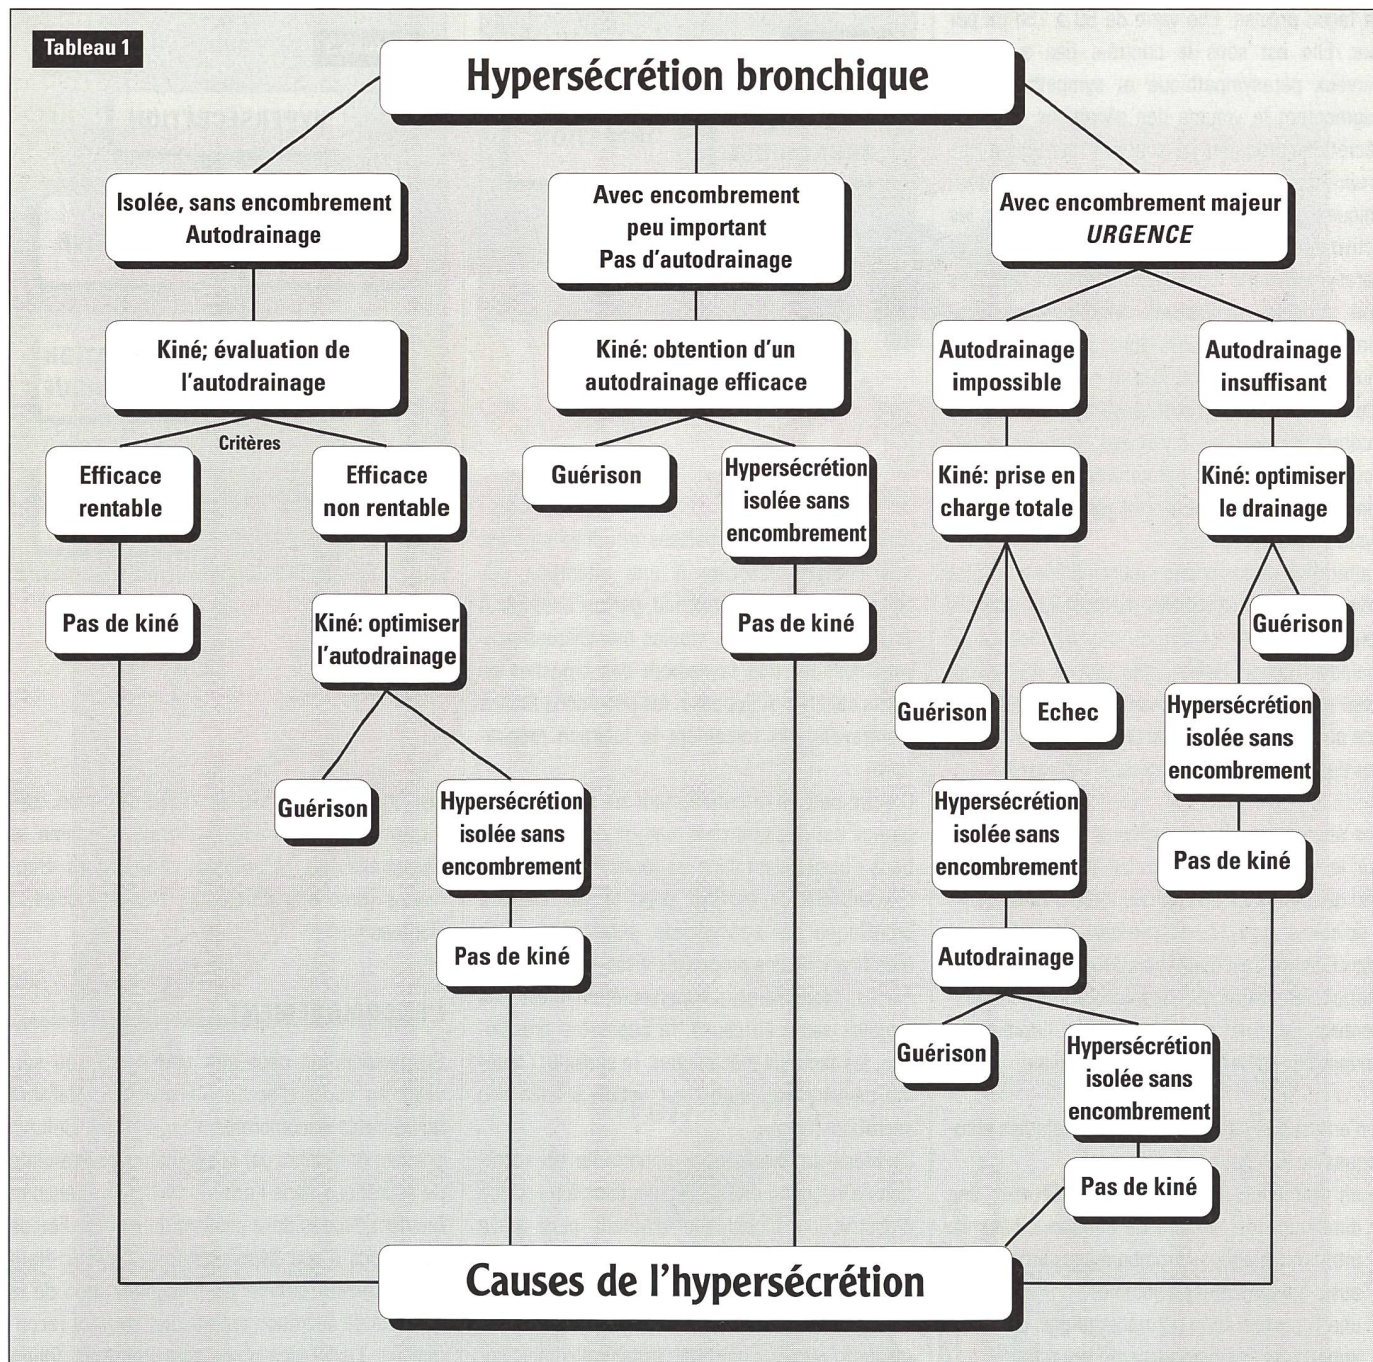 Tableau 1
Hypersécrétion bronchique
Isolée, sans encombrement
Autodrainage
Avec encombrement
peu important
Pas d'autodrainage
Avec encombrement majeur
URGENCE
Kiné; évaluation de
l'autodrainage
Kiné: obtention d'un
autodrainage efficace
Autodrainage
impossible
Autodrainage
insuffisant
Critères
Efficace
rentable
Efficace
non rentable
Guérison
Hypersécrétion
isolée sans
encombrement
Kiné: prise en
charge totale
Kiné: optimiser
le drainage
Pas de kiné
Kiné: optimiser
l'autodrainage
Pas de kiné
Guérison
Guérison
Echec
Hypersécrétion
isolée sans
encombrement
Guérison
Hypersécrétion
isolée sans
encombrement
Hypersécrétion
isolée sans
encombrement
Pas de kiné
Pas de kiné
Autodrainage
Guérison
Hypersécrétion
isolée sans
encombrement
Pas de kiné
Causes de l'hypersécrétion